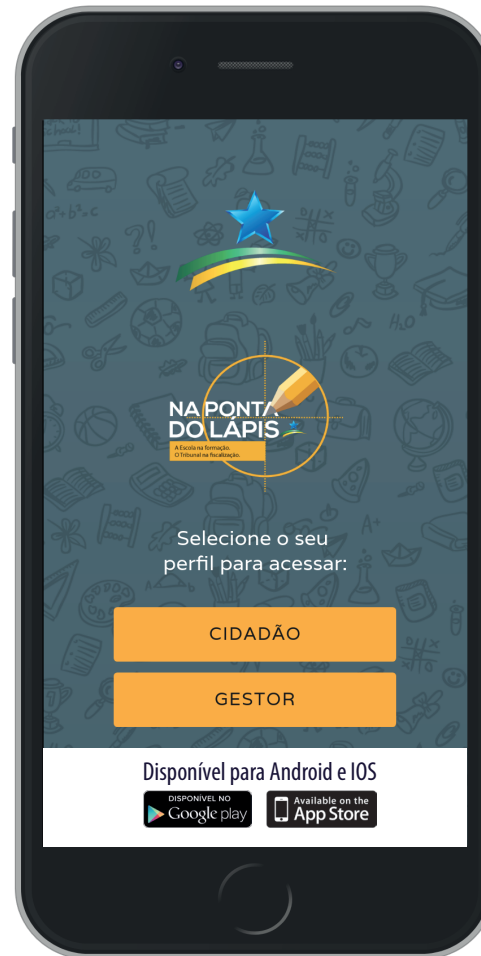 NA PONTA
DO LÁPIS
A Escola na formação.
O Tribunal na fiscalização.
Selecione o seu
perfil para acessar:
CIDADÃO
GESTOR
Disponível para Android e IOS
DISPONÍVEL NO
Google play
Available on the
App Store